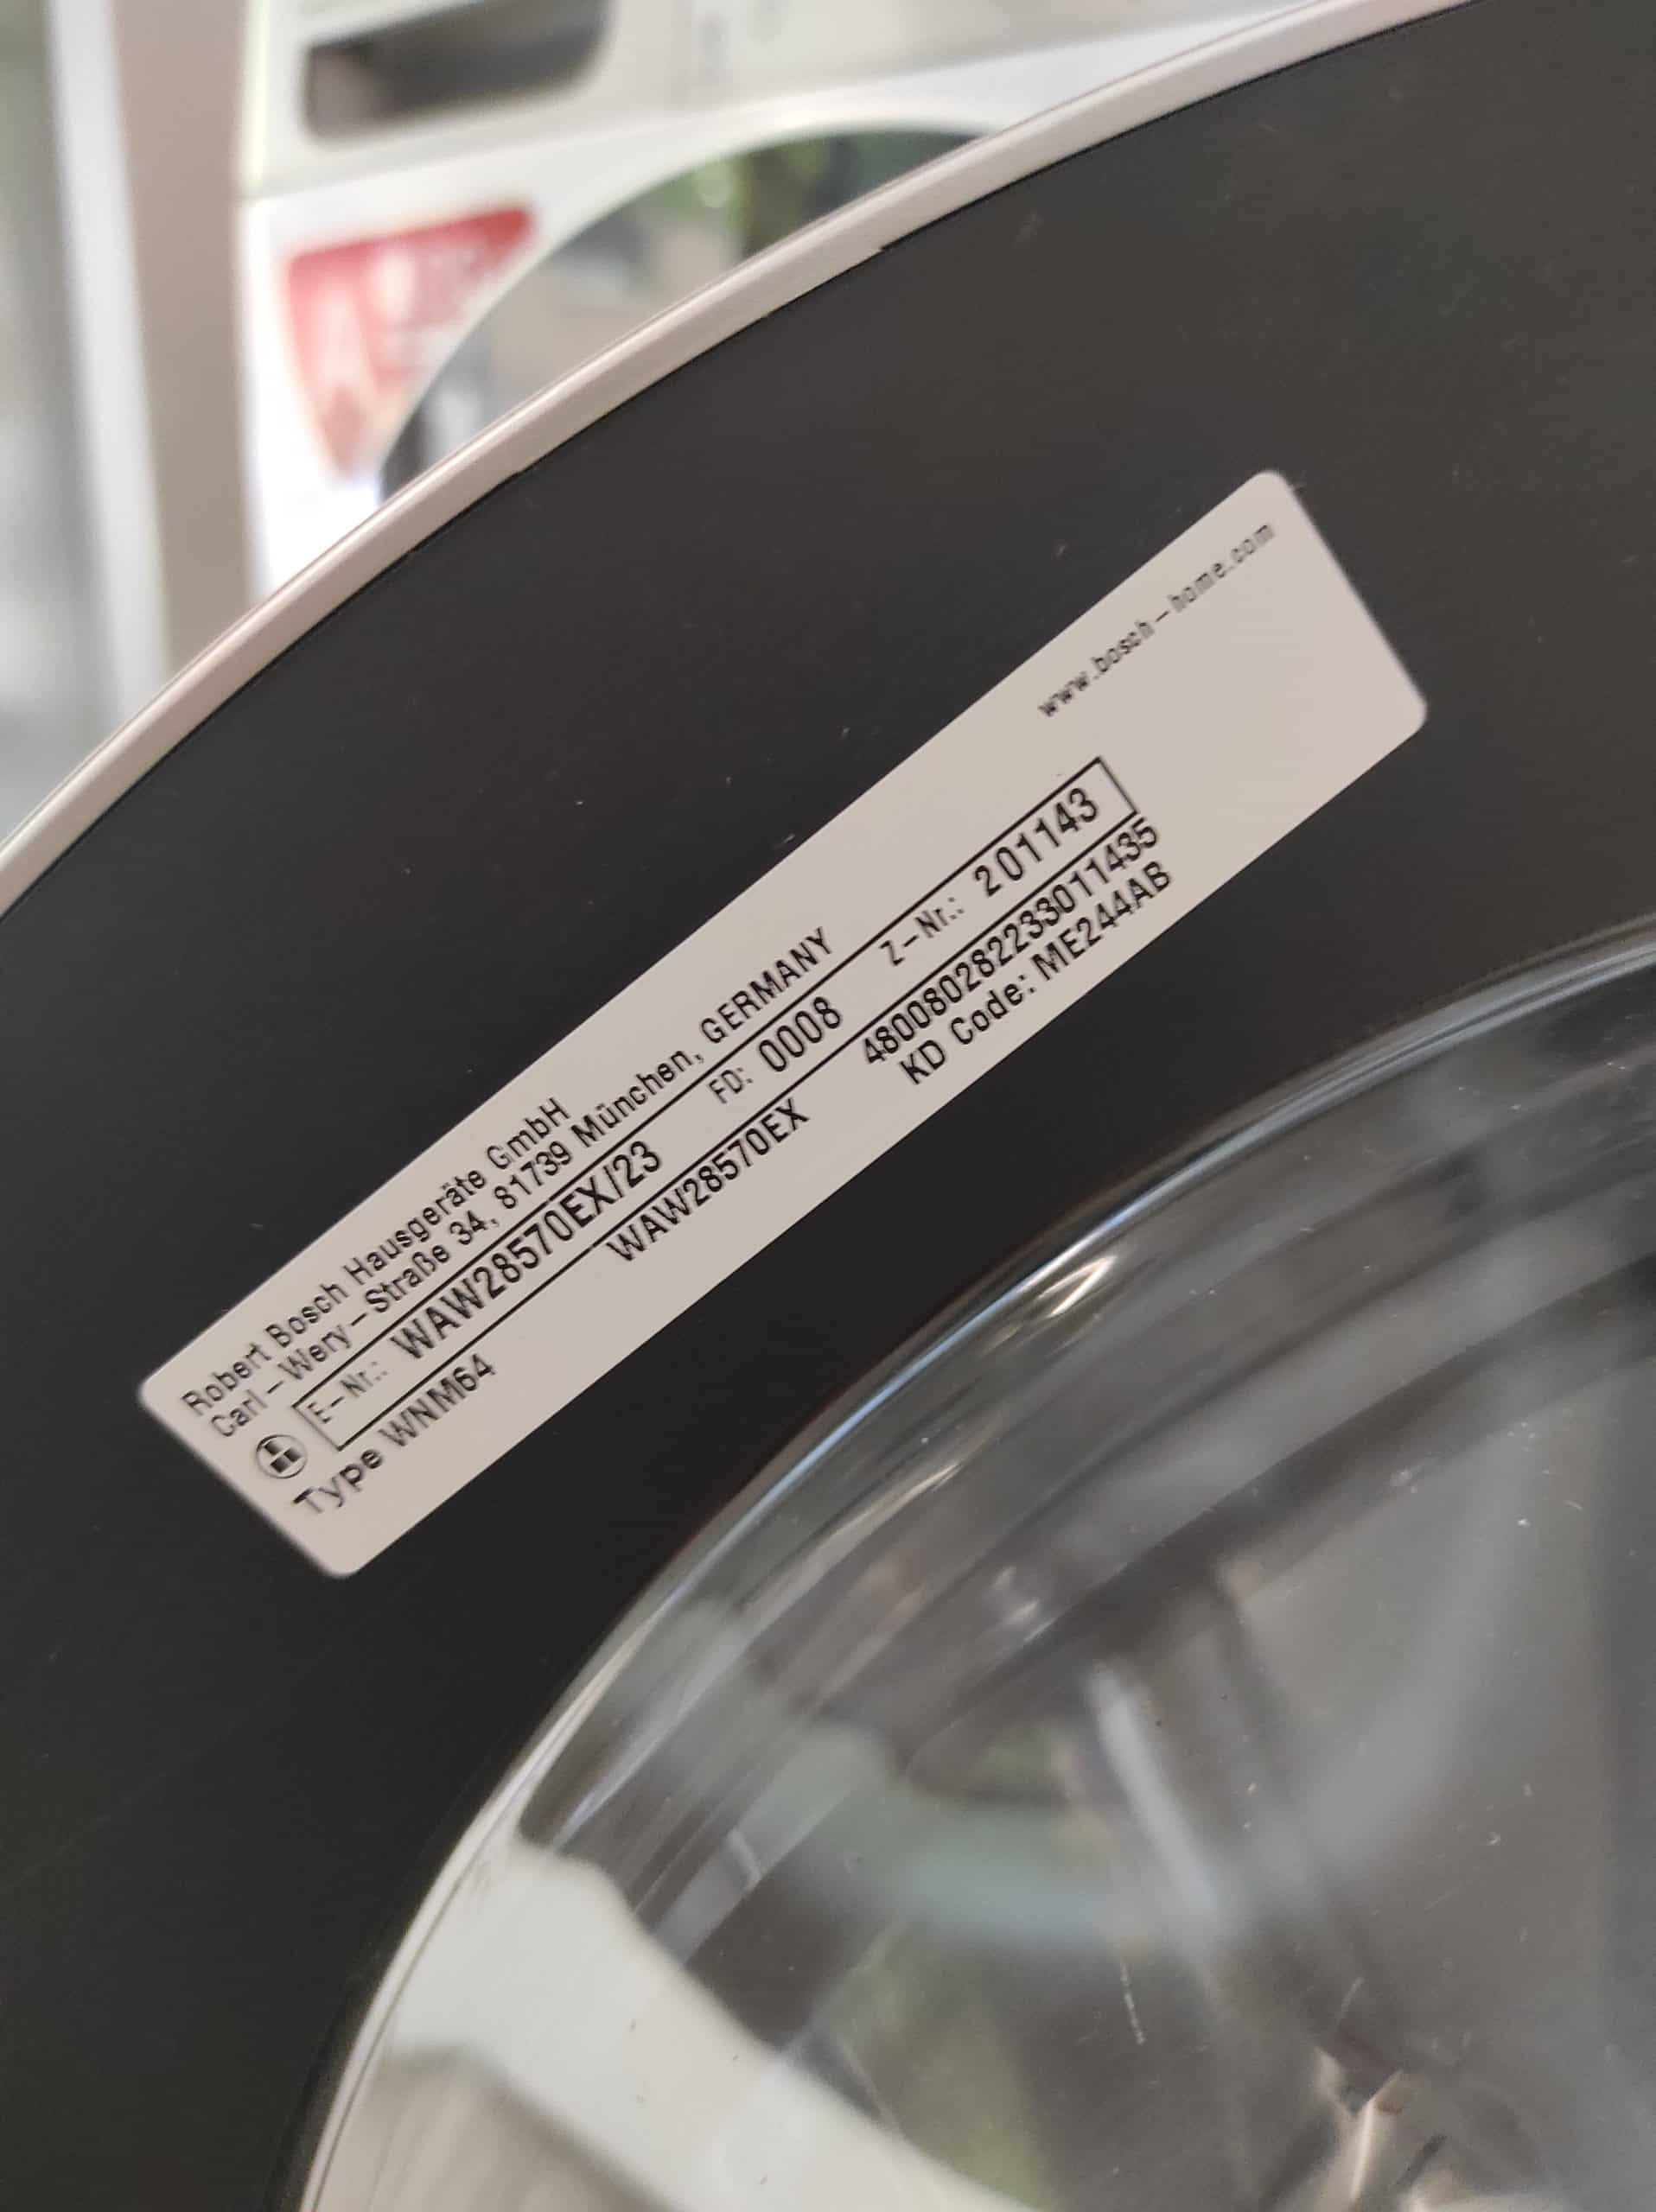 Robert Bosch Hausgeräte GmbH
Carl-Wery-Straße 34, 81739 München, GERMANY
www.bosch-home.com
E-Nr.: WAW28570EX/23 FD: 0008 Z-Nr.: 201143
Type WNM64 WAW28570EX 480080282233011435
KD Code: ME244AB